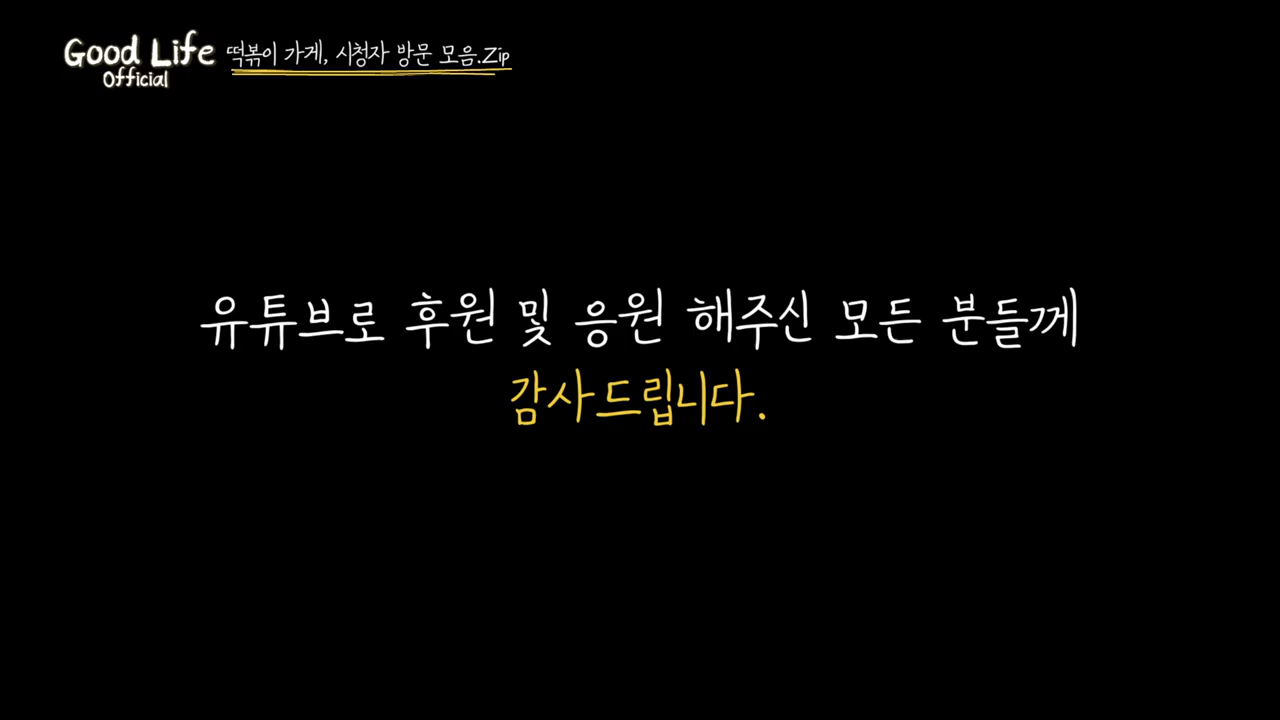 Good Life 떡볶이 가게, 시청자 방문 모음.Zip
Official
유튜브로 후원 및 응원 해주신 모든 분들께
감사드립니다.